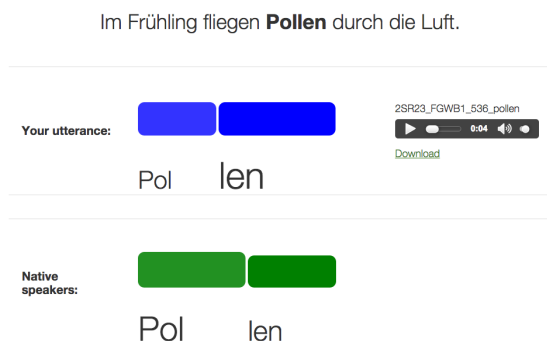 Im Frühling fliegen Pollen durch die Luft.
2SR23_FGWB1_536_pollen
Your utterance:
0:04
Download
Pol len
Native
speakers:
Pol len